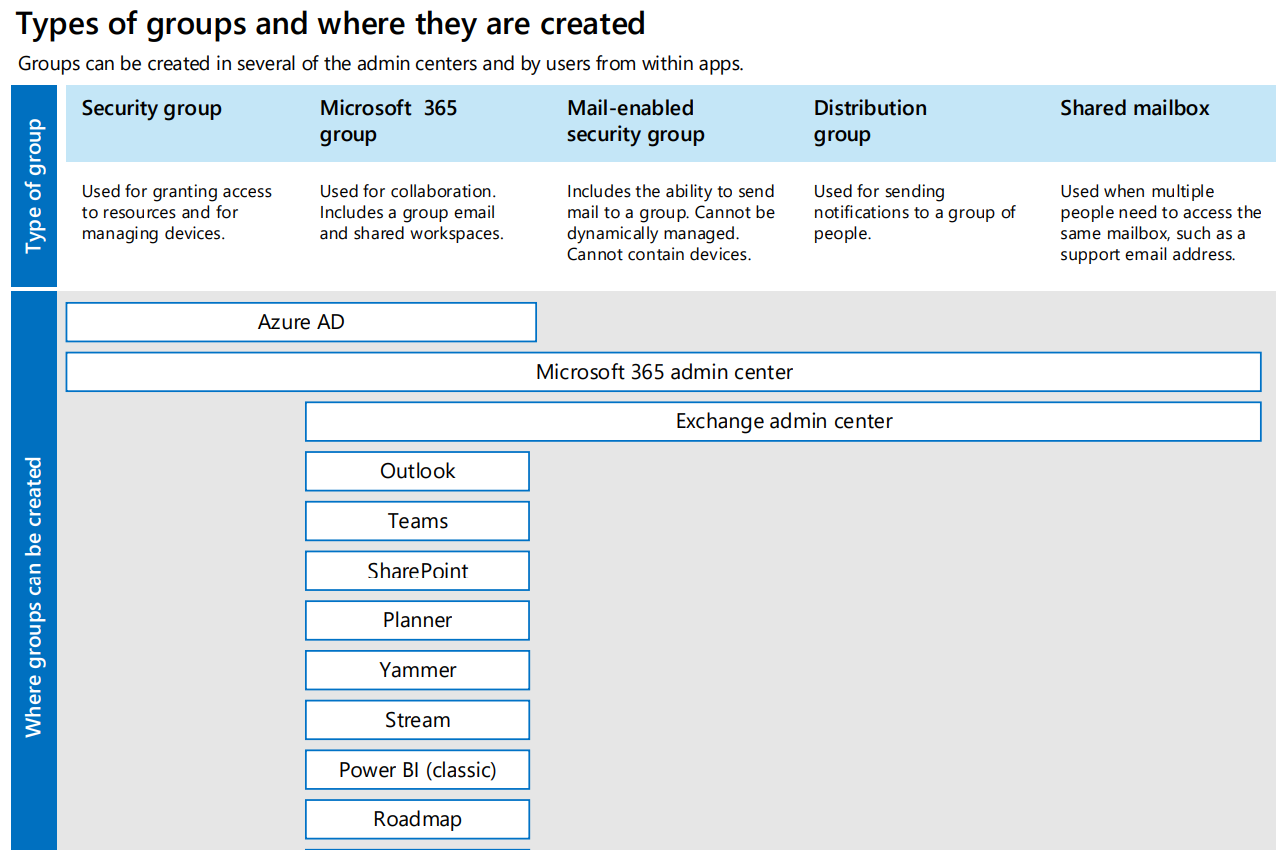 Types of groups and where they are created
Groups can be created in several of the admin centers and by users from within apps.
Type of group
Security group
Used for granting access
to resources and for
managing devices.
Microsoft 365
group
Used for collaboration.
Includes a group email
and shared workspaces.
Mail-enabled
security group
Includes the ability to send
mail to a group. Cannot be
dynamically managed.
Cannot contain devices.
Distribution
group
Used for sending
notifications to a group of
people.
Shared mailbox
Used when multiple
people need to access the
same mailbox, such as a
support email address.
Where groups can be created
Azure AD
Microsoft 365 admin center
Exchange admin center
Outlook
Teams
SharePoint
Planner
Yammer
Stream
Power BI (classic)
Roadmap